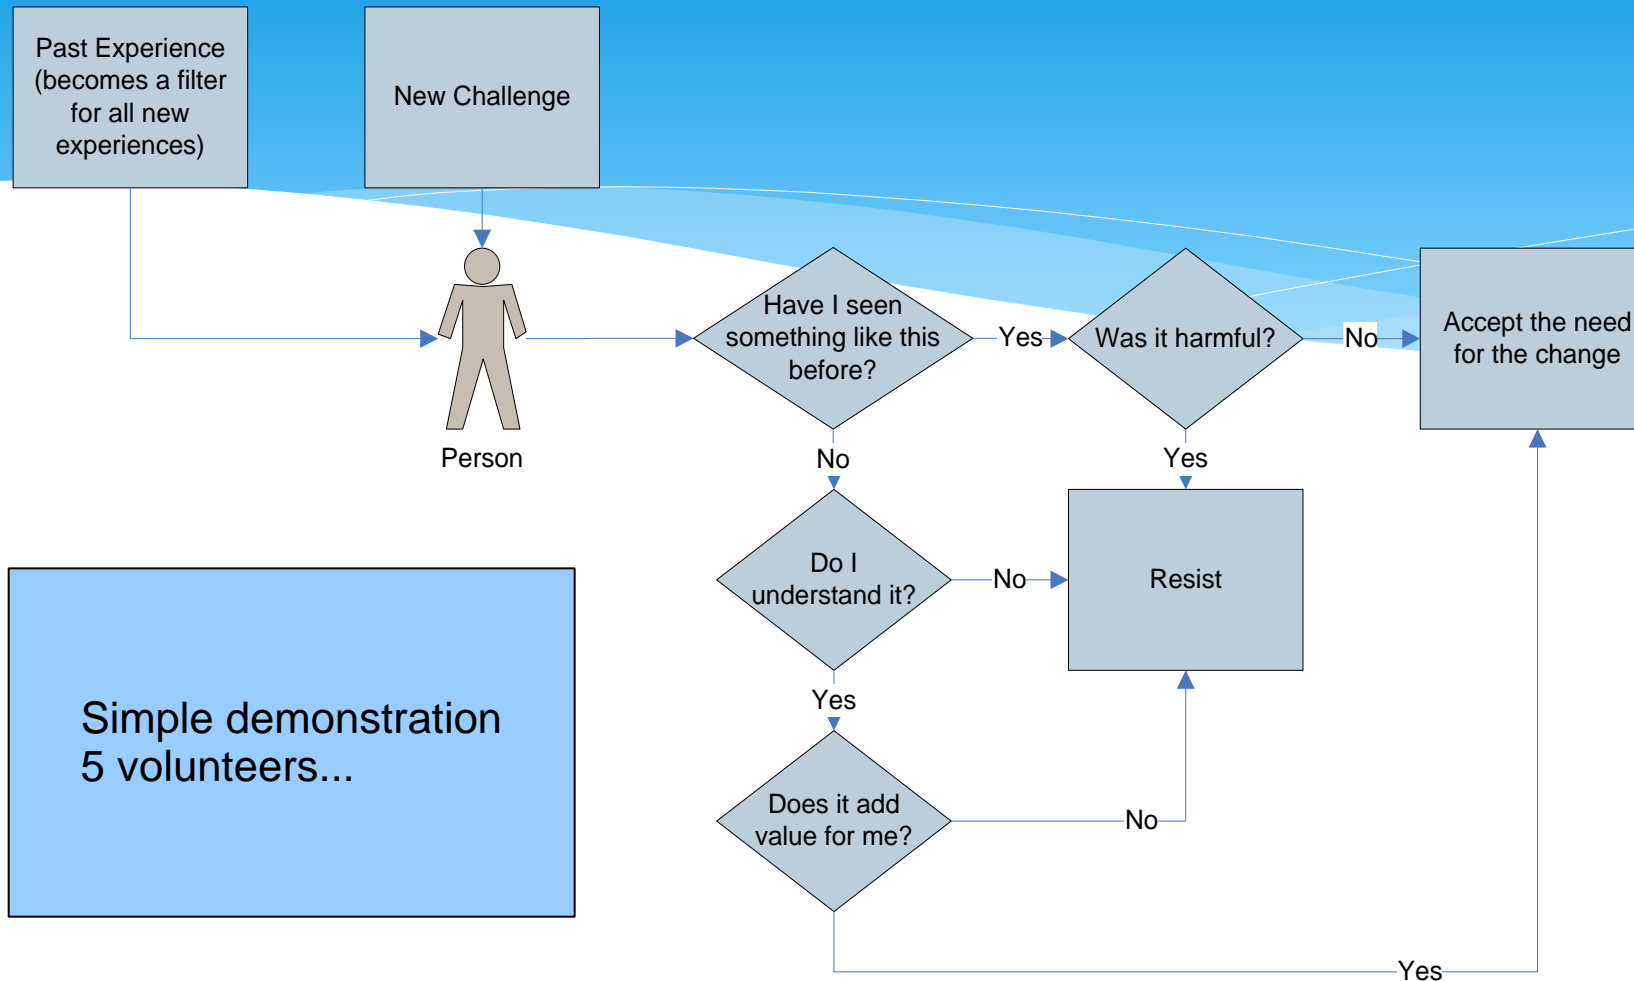 Past Experience
(becomes a filter
for all new
experiences)
New Challenge
Person
Have I seen
something like this
before?
Yes
Was it harmful?
No
Accept the need
for the change
No
Yes
Do I
understand it?
No
Resist
Yes
Does it add
value for me?
No
Yes
Simple demonstration
5 volunteers...